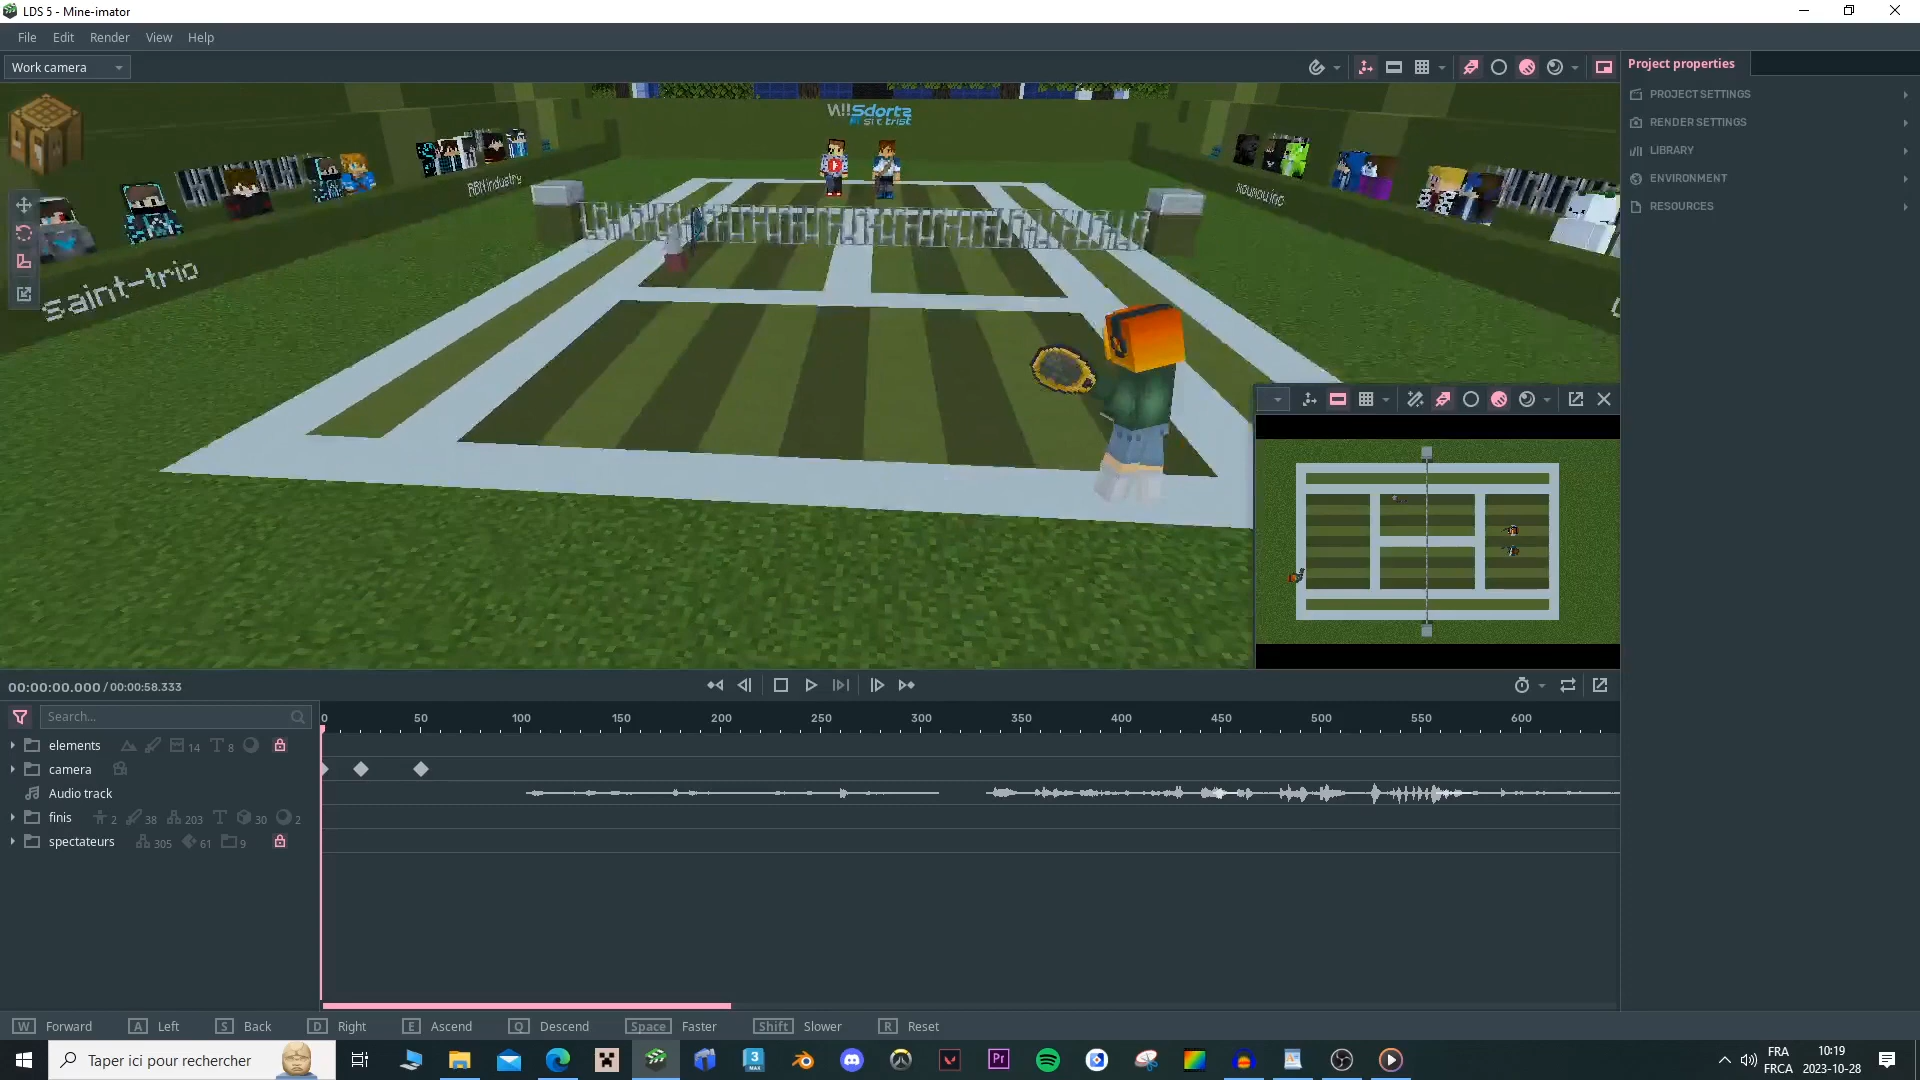 LDS 5 - Mine-imator
File Edit Render View Help
Work camera
Project properties
PROJECT SETTINGS
RENDER SETTINGS
LIBRARY
ENVIRONMENT
RESOURCES
saint-trio
00:00:00.000 / 00:00:58.333
Search...
0 50 100 150 200 250 300 350 400 450 500 550 600
elements 14 8
camera
Audio track
finis 2 38 203 30 2
spectateurs 305 61 9
W Forward A Left S Back D Right E Ascend Q Descend Space Faster Shift Slower R Reset
Taper ici pour rechercher
3
MAX
Pr
FRA
FRCA
10:19
2023-10-28